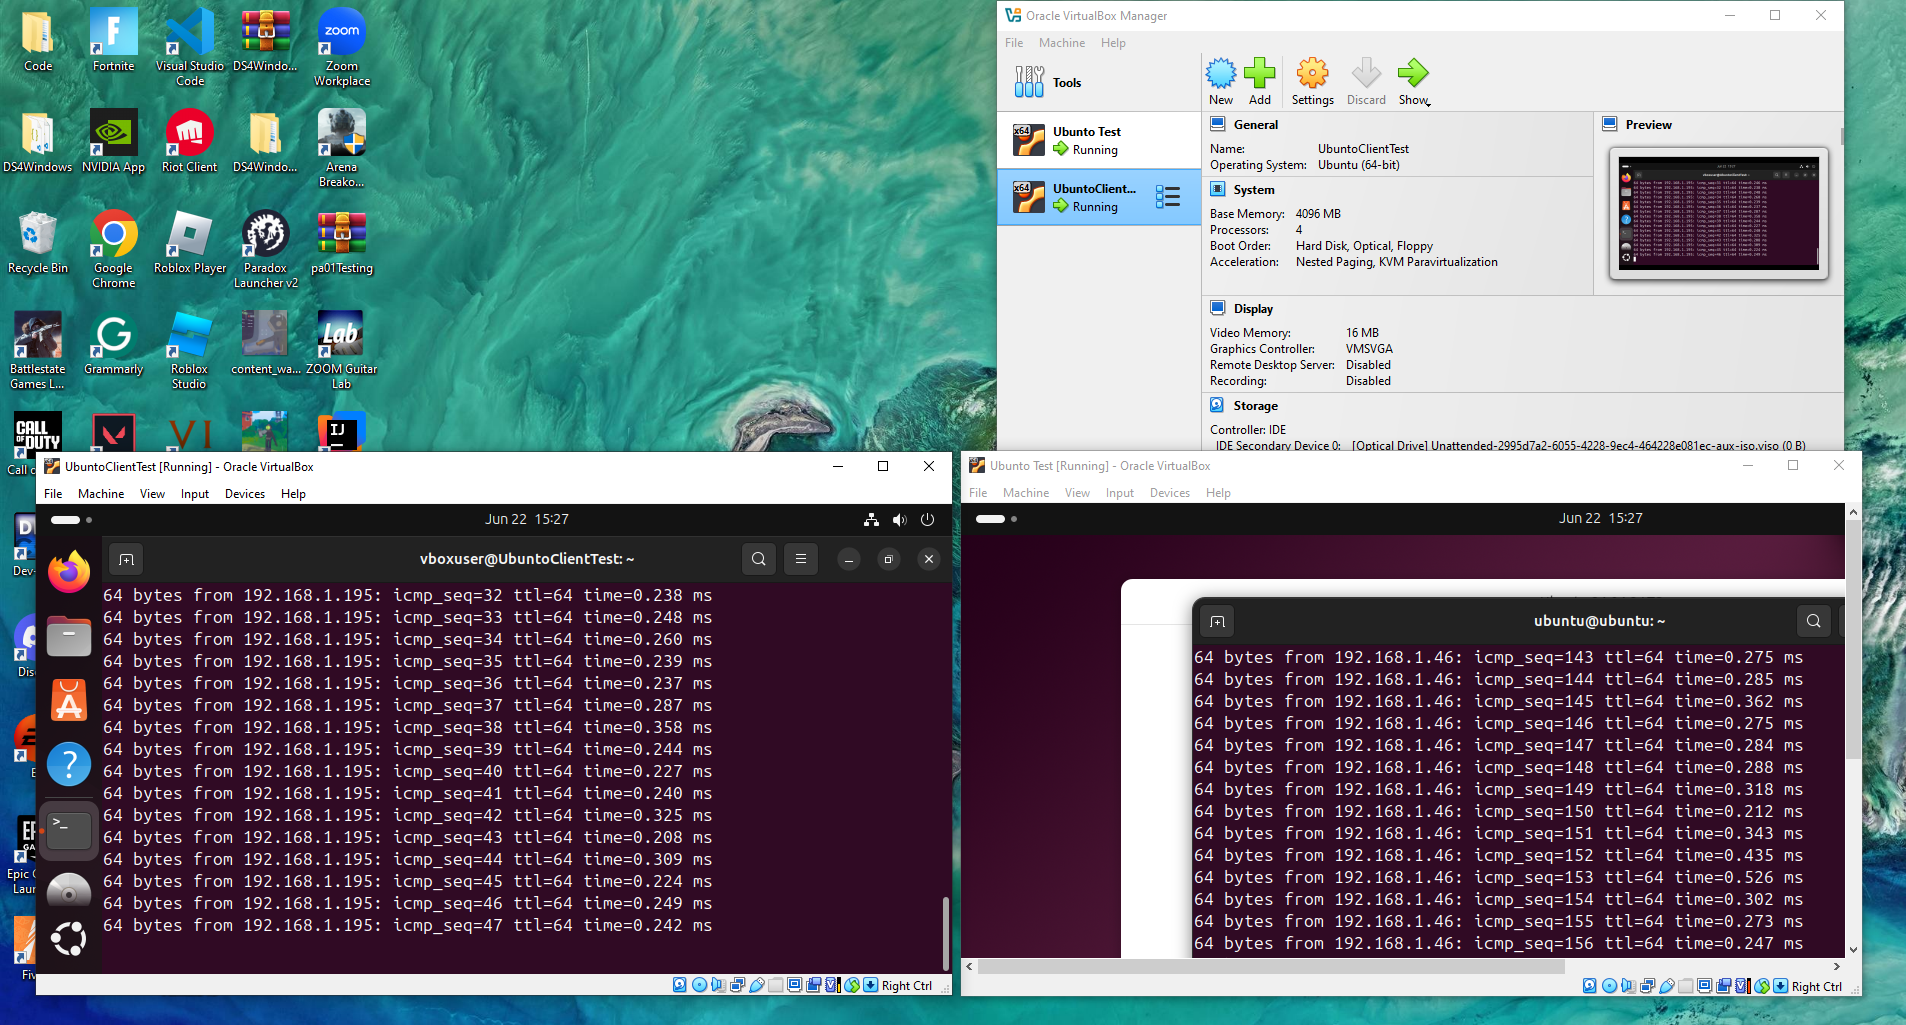 Code
Fortnite
Visual Studio Code
DS4Windo...
zoom
Zoom Workplace
DS4Windows
NVIDIA App
Riot Client
DS4Windo...
Arena Breako...
Recycle Bin
Google Chrome
Roblox Player
Paradox Launcher v2
pa01Testing
Battlestate Games L...
Grammarly
Roblox Studio
content_wa...
Lab
ZOOM Guitar Lab
CALL OF DUTY
VI
IJ
Oracle VirtualBox Manager
File Machine Help
Tools
New Add Settings Discard Show
x64
Ubunto Test
Running
x64
UbuntoClient...
Running
General
Name: UbuntoClientTest
Operating System: Ubuntu (64-bit)
System
Base Memory: 4096 MB
Processors: 4
Boot Order: Hard Disk, Optical, Floppy
Acceleration: Nested Paging, KVM Paravirtualization
Preview
Display
Video Memory: 16 MB
Graphics Controller: VMSVGA
Remote Desktop Server: Disabled
Recording: Disabled
Storage
Controller: IDE
IDE Secondary Device 0: [Optical Drive] Unattended-2995d7a2-6055-4228-9ec4-464228e081ec-aux-iso.viso (0 B)
UbuntoClientTest [Running] - Oracle VirtualBox
File Machine View Input Devices Help
Jun 22 15:27
vboxuser@UbuntoClientTest: ~
64 bytes from 192.168.1.195: icmp_seq=32 ttl=64 time=0.238 ms
64 bytes from 192.168.1.195: icmp_seq=33 ttl=64 time=0.248 ms
64 bytes from 192.168.1.195: icmp_seq=34 ttl=64 time=0.260 ms
64 bytes from 192.168.1.195: icmp_seq=35 ttl=64 time=0.239 ms
64 bytes from 192.168.1.195: icmp_seq=36 ttl=64 time=0.237 ms
64 bytes from 192.168.1.195: icmp_seq=37 ttl=64 time=0.287 ms
64 bytes from 192.168.1.195: icmp_seq=38 ttl=64 time=0.358 ms
64 bytes from 192.168.1.195: icmp_seq=39 ttl=64 time=0.244 ms
64 bytes from 192.168.1.195: icmp_seq=40 ttl=64 time=0.227 ms
64 bytes from 192.168.1.195: icmp_seq=41 ttl=64 time=0.240 ms
64 bytes from 192.168.1.195: icmp_seq=42 ttl=64 time=0.325 ms
64 bytes from 192.168.1.195: icmp_seq=43 ttl=64 time=0.208 ms
64 bytes from 192.168.1.195: icmp_seq=44 ttl=64 time=0.309 ms
64 bytes from 192.168.1.195: icmp_seq=45 ttl=64 time=0.224 ms
64 bytes from 192.168.1.195: icmp_seq=46 ttl=64 time=0.249 ms
64 bytes from 192.168.1.195: icmp_seq=47 ttl=64 time=0.242 ms
Right Ctrl
Ubunto Test [Running] - Oracle VirtualBox
File Machine View Input Devices Help
Jun 22 15:27
ubuntu@ubuntu: ~
64 bytes from 192.168.1.46: icmp_seq=143 ttl=64 time=0.275 ms
64 bytes from 192.168.1.46: icmp_seq=144 ttl=64 time=0.285 ms
64 bytes from 192.168.1.46: icmp_seq=145 ttl=64 time=0.362 ms
64 bytes from 192.168.1.46: icmp_seq=146 ttl=64 time=0.275 ms
64 bytes from 192.168.1.46: icmp_seq=147 ttl=64 time=0.284 ms
64 bytes from 192.168.1.46: icmp_seq=148 ttl=64 time=0.288 ms
64 bytes from 192.168.1.46: icmp_seq=149 ttl=64 time=0.318 ms
64 bytes from 192.168.1.46: icmp_seq=150 ttl=64 time=0.212 ms
64 bytes from 192.168.1.46: icmp_seq=151 ttl=64 time=0.343 ms
64 bytes from 192.168.1.46: icmp_seq=152 ttl=64 time=0.435 ms
64 bytes from 192.168.1.46: icmp_seq=153 ttl=64 time=0.526 ms
64 bytes from 192.168.1.46: icmp_seq=154 ttl=64 time=0.302 ms
64 bytes from 192.168.1.46: icmp_seq=155 ttl=64 time=0.273 ms
64 bytes from 192.168.1.46: icmp_seq=156 ttl=64 time=0.247 ms
Right Ctrl